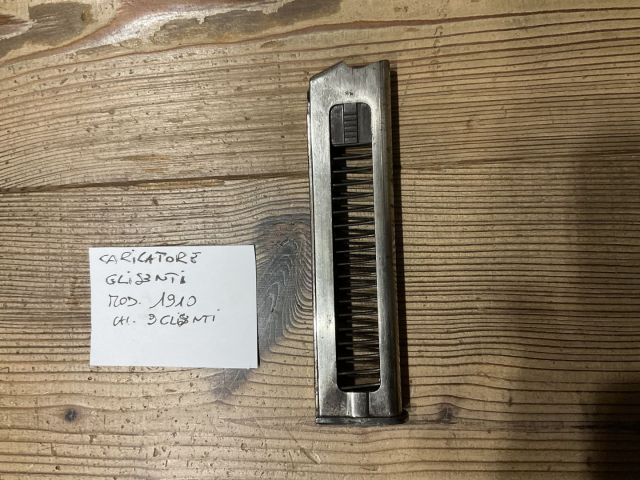 CARICATORE
GLISENTI
MOD. 1910
CAL. 9 GLISENTI